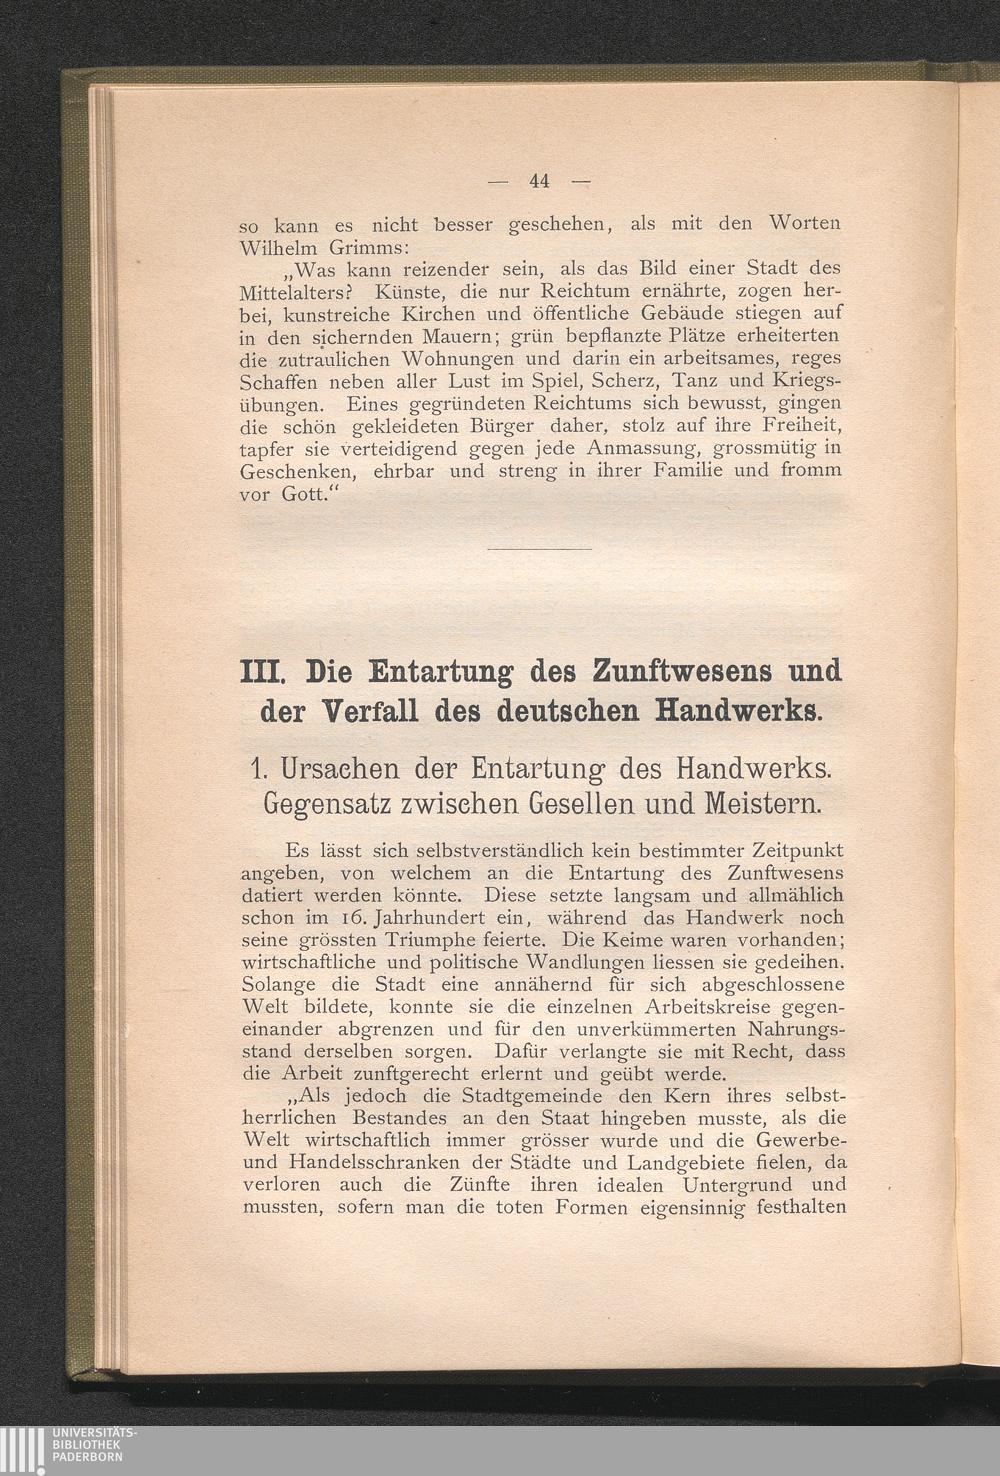 — 44 —
so kann es nicht besser geschehen, als mit den Worten
Wilhelm Grimms:
„Was kann reizender sein, als das Bild einer Stadt des
Mittelalters? Künste, die nur Reichtum ernährte, zogen her-
bei, kunstreiche Kirchen und öffentliche Gebäude stiegen auf
in den sichernden Mauern; grün bepflanzte Plätze erheiterten
die zutraulichen Wohnungen und darin ein arbeitsames, reges
Schaffen neben aller Lust im Spiel, Scherz, Tanz und Kriegs-
übungen. Eines gegründeten Reichtums sich bewusst, gingen
die schön gekleideten Bürger daher, stolz auf ihre Freiheit,
tapfer sie verteidigend gegen jede Anmassung, grossmütig in
Geschenken, ehrbar und streng in ihrer Familie und fromm
vor Gott.“
III. Die Entartung des Zunftwesens und
der Verfall des deutschen Handwerks.
1. Ursachen der Entartung des Handwerks.
Gegensatz zwischen Gesellen und Meistern.
Es lässt sich selbstverständlich kein bestimmter Zeitpunkt
angeben, von welchem an die Entartung des Zunftwesens
datiert werden könnte. Diese setzte langsam und allmählich
schon im 16. Jahrhundert ein, während das Handwerk noch
seine grössten Triumphe feierte. Die Keime waren vorhanden;
wirtschaftliche und politische Wandlungen liessen sie gedeihen.
Solange die Stadt eine annähernd für sich abgeschlossene
Welt bildete, konnte sie die einzelnen Arbeitskreise gegen-
einander abgrenzen und für den unverkümmerten Nahrungs-
stand derselben sorgen. Dafür verlangte sie mit Recht, dass
die Arbeit zunftgerecht erlernt und geübt werde.
„Als jedoch die Stadtgemeinde den Kern ihres selbst-
herrlichen Bestandes an den Staat hingeben musste, als die
Welt wirtschaftlich immer grösser wurde und die Gewerbe-
und Handelsschranken der Städte und Landgebiete fielen, da
verloren auch die Zünfte ihren idealen Untergrund und
mussten, sofern man die toten Formen eigensinnig festhalten
UNIVERSITÄTS-
BIBLIOTHEK
PADERBORN